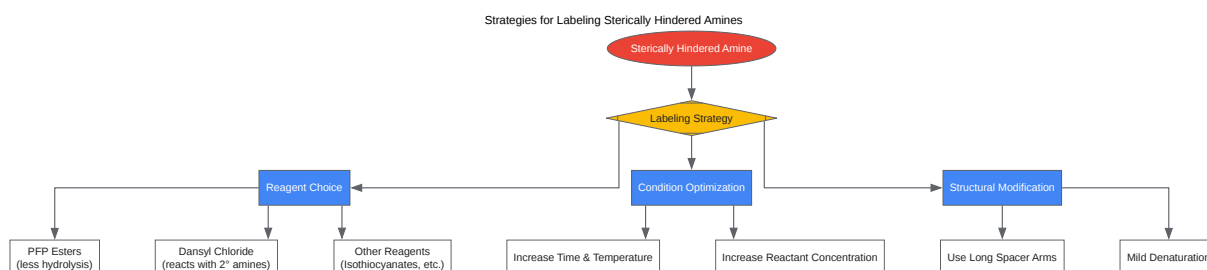 Strategies for Labeling Sterically Hindered Amines
Sterically Hindered Amine
Labeling Strategy
Reagent Choice
Condition Optimization
Structural Modification
PFP Esters
(less hydrolysis)
Dansyl Chloride
(reacts with 2° amines)
Other Reagents
(Isothiocyanates, etc.)
Increase Time & Temperature
Increase Reactant Concentration
Use Long Spacer Arms
Mild Denaturation